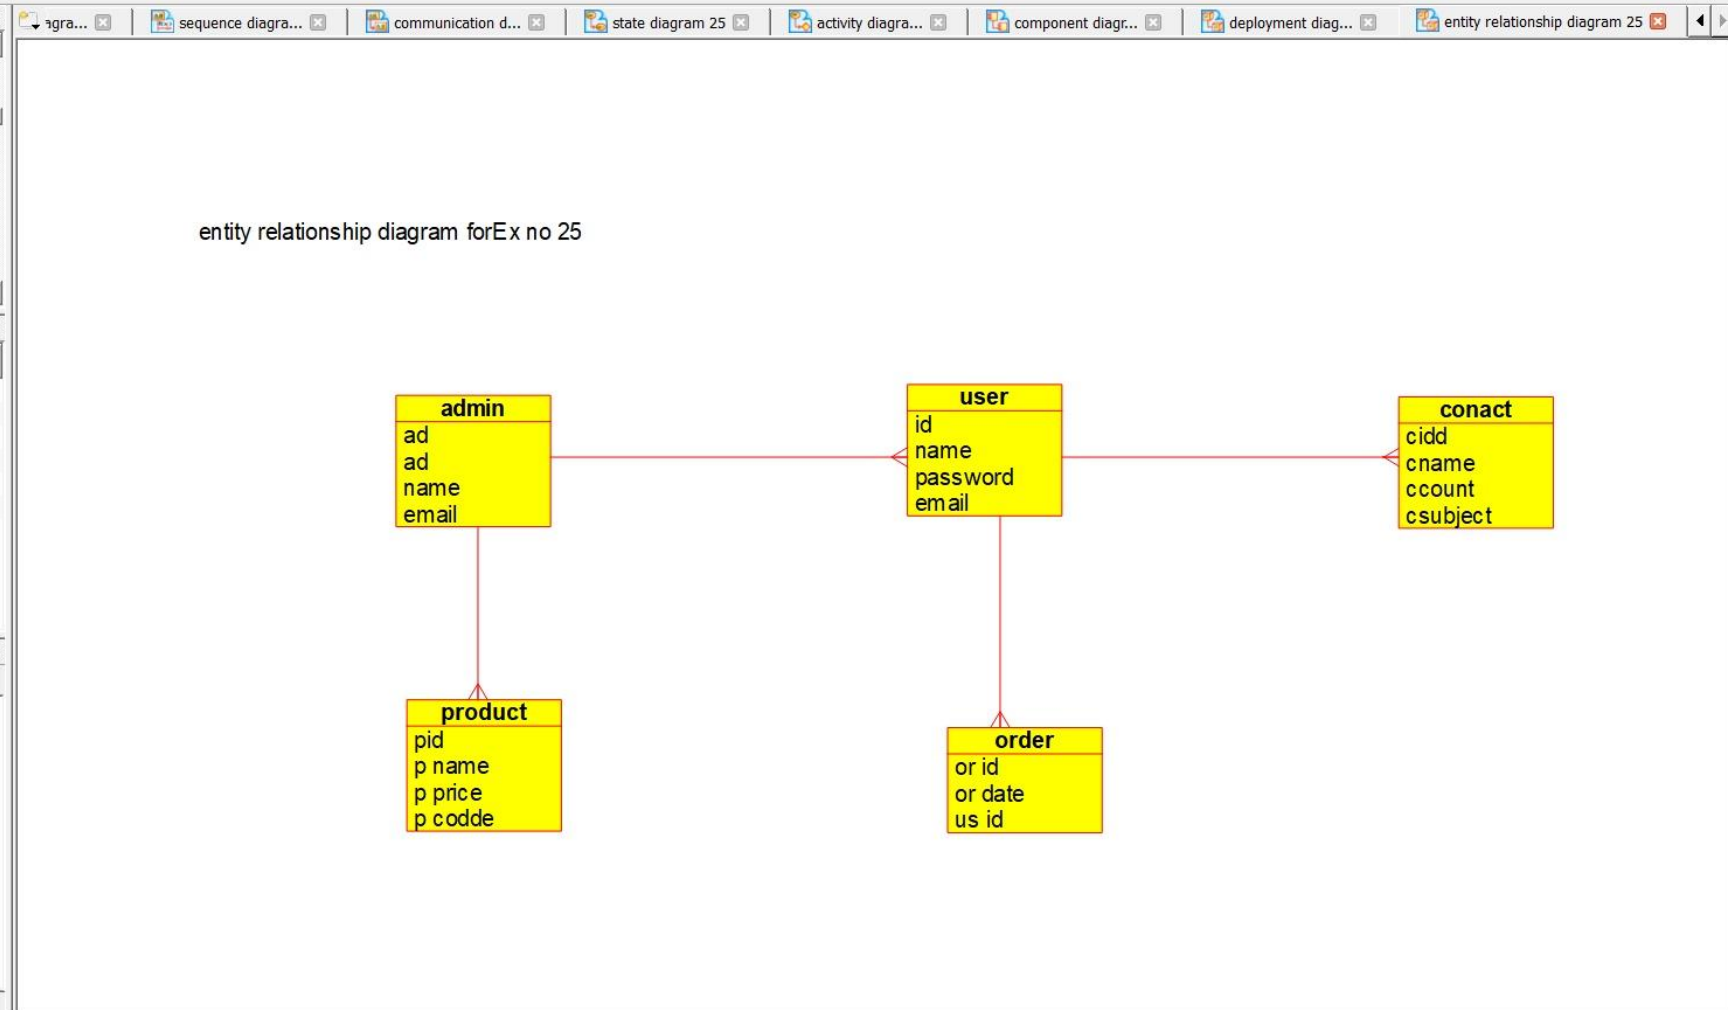 agra...
sequence diagra...
communication d...
state diagram 25
activity diagra...
component diagr...
deployment diag...
entity relationship diagram 25
entity relationship diagram forEx no 25
admin
ad
ad
name
email
user
id
name
password
email
conact
cidd
cname
ccount
csubject
product
pid
p name
p price
p codde
order
or id
or date
us id